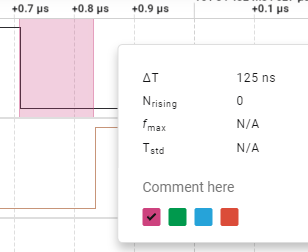 +0.7 µs +0.8 µs +0.9 µs +0.1 µs
ΔT 125 ns
Nrising 0
fmax N/A
Tstd N/A
Comment here